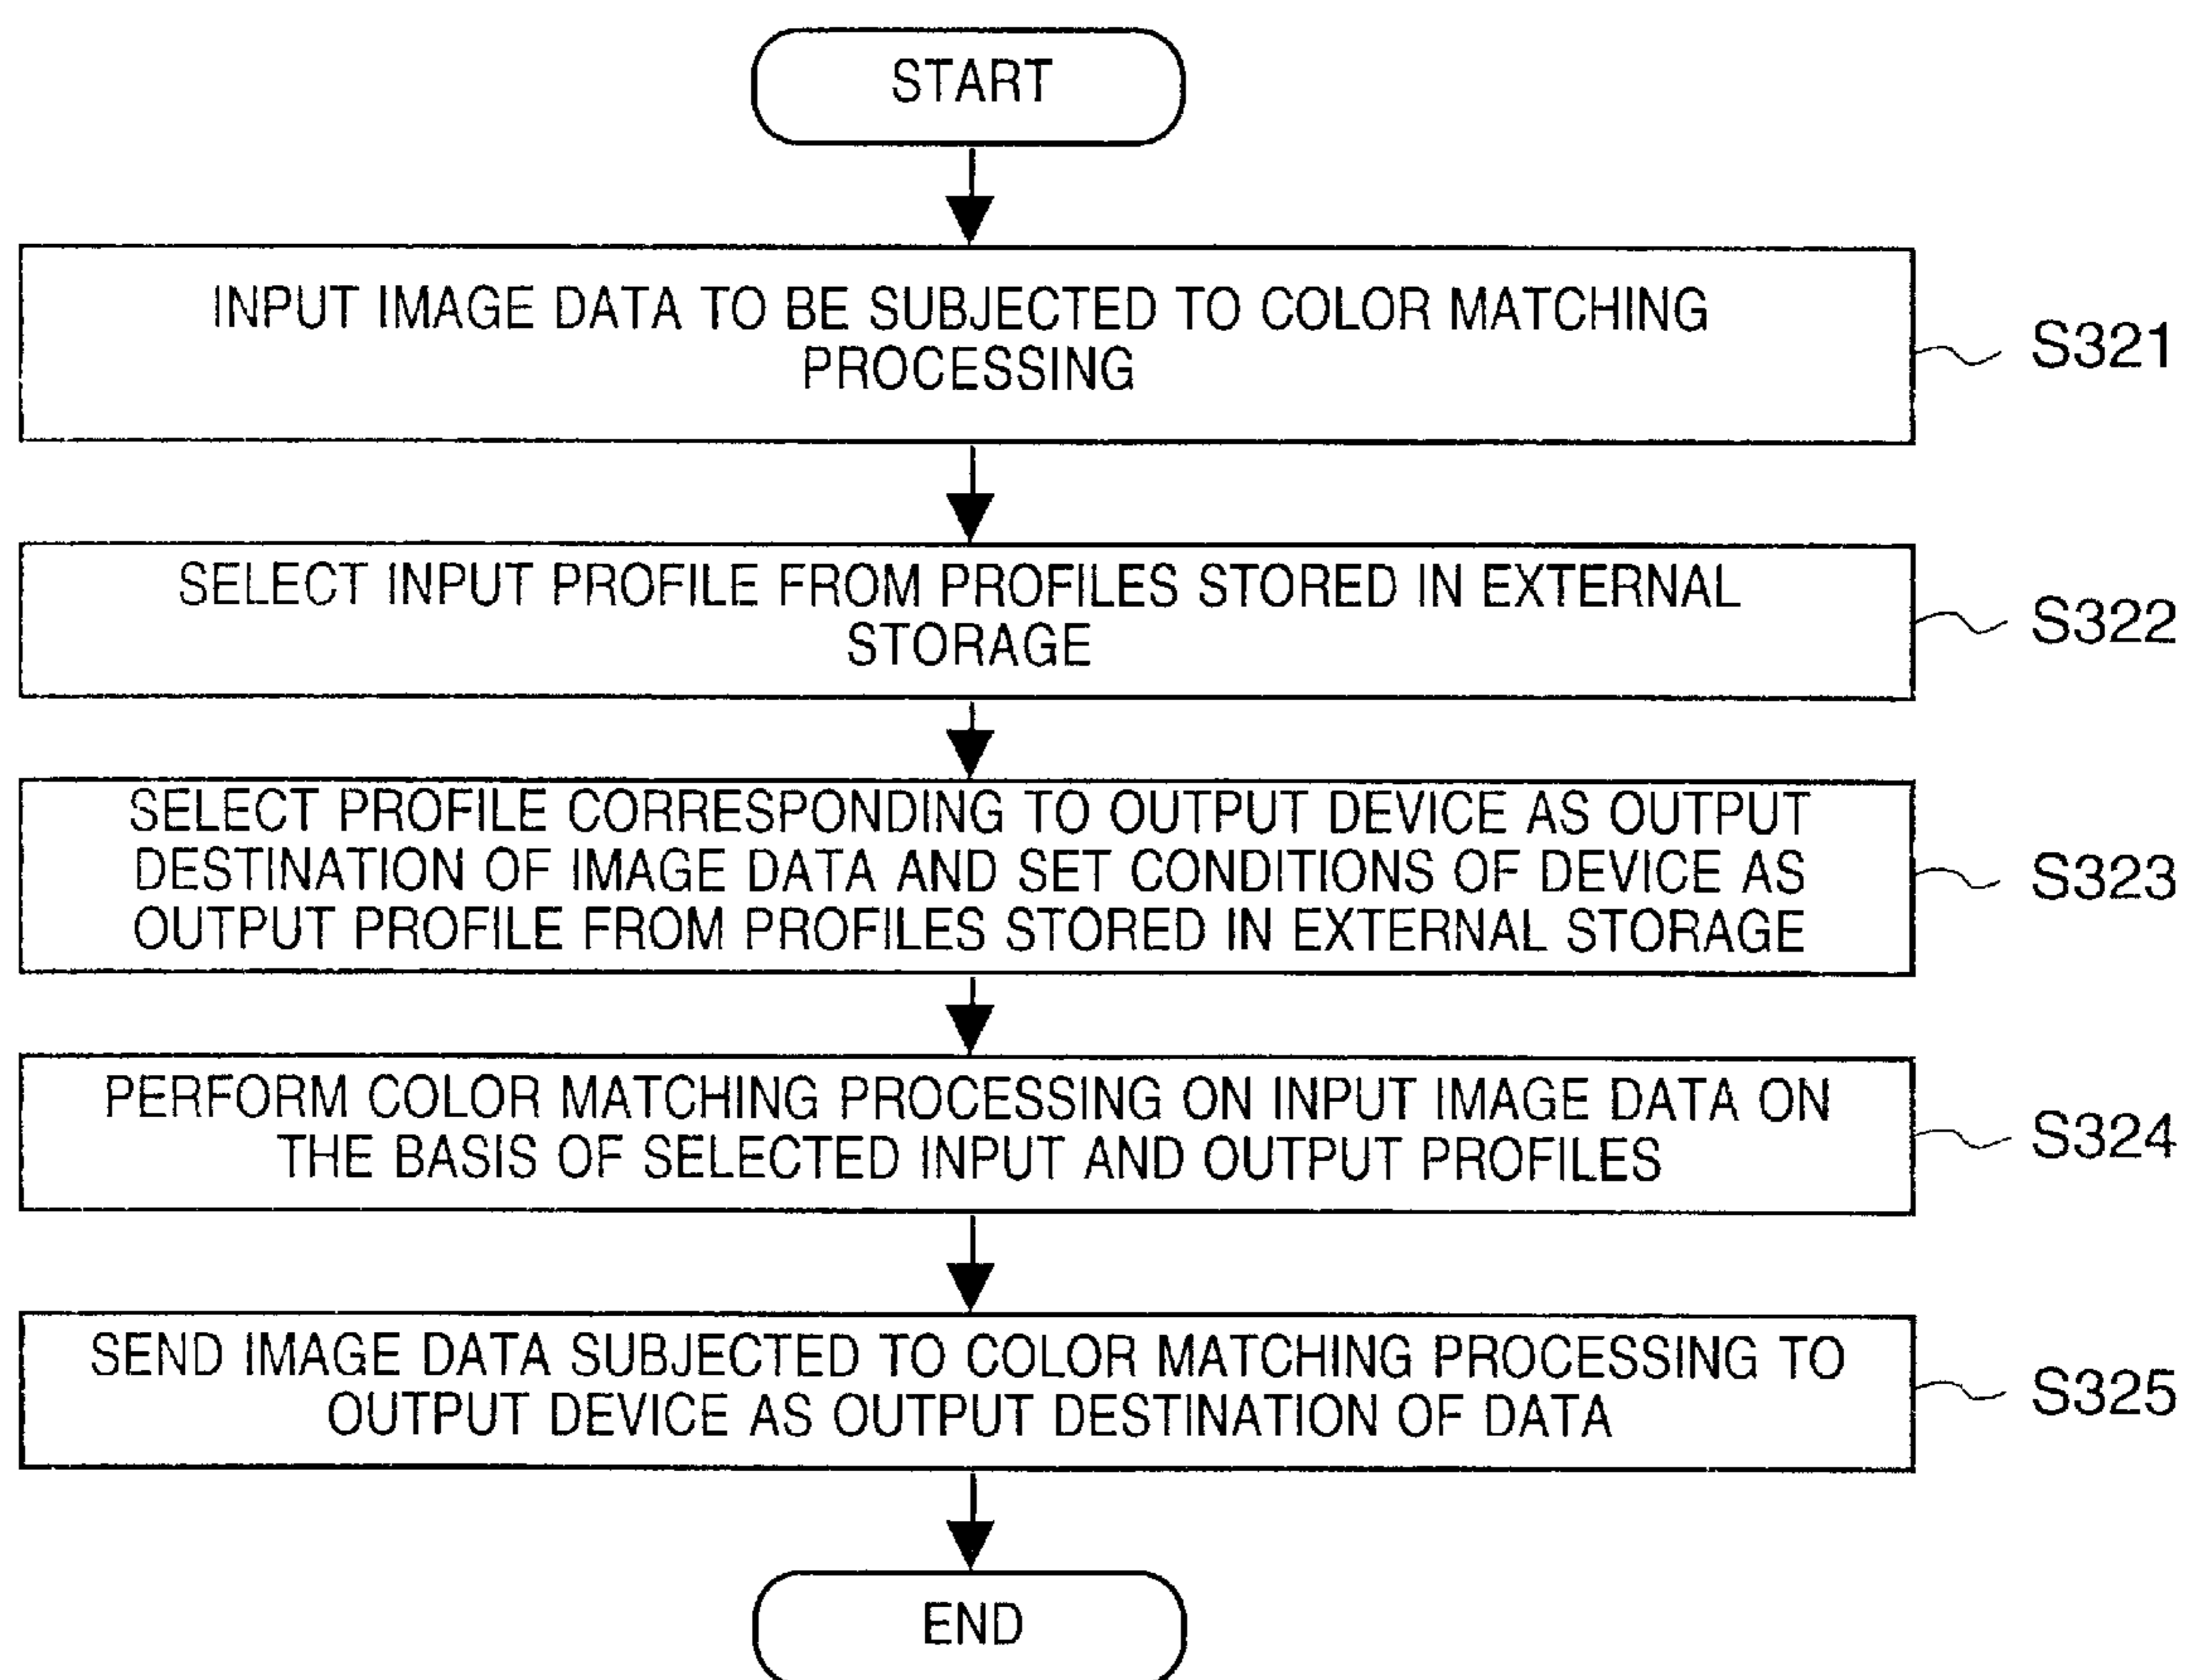 START
INPUT IMAGE DATA TO BE SUBJECTED TO COLOR MATCHING
PROCESSING
S321
SELECT INPUT PROFILE FROM PROFILES STORED IN EXTERNAL
STORAGE
S322
SELECT PROFILE CORRESPONDING TO OUTPUT DEVICE AS OUTPUT
DESTINATION OF IMAGE DATA AND SET CONDITIONS OF DEVICE AS
OUTPUT PROFILE FROM PROFILES STORED IN EXTERNAL STORAGE
S323
PERFORM COLOR MATCHING PROCESSING ON INPUT IMAGE DATA ON
THE BASIS OF SELECTED INPUT AND OUTPUT PROFILES
S324
SEND IMAGE DATA SUBJECTED TO COLOR MATCHING PROCESSING TO
OUTPUT DEVICE AS OUTPUT DESTINATION OF DATA
S325
END